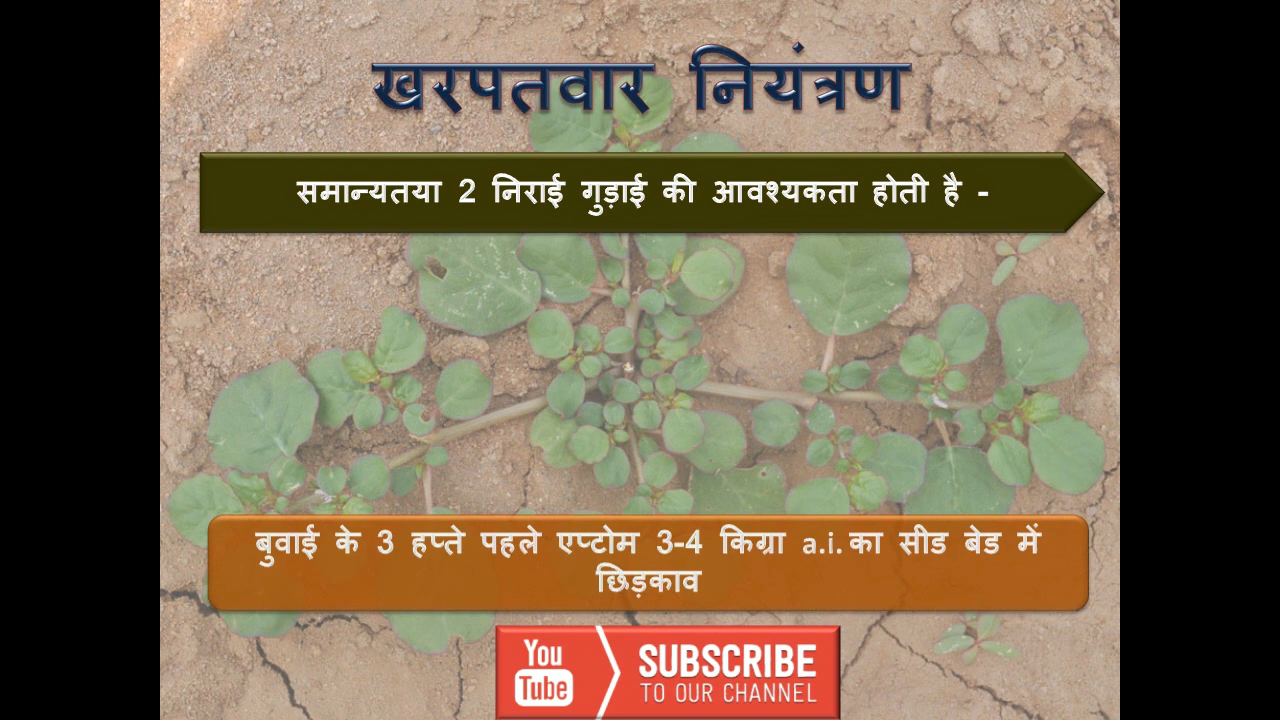 खरपतवार नियंत्रण
समान्यतया 2 निराई गुड़ाई की आवश्यकता होती है -
बुवाई के 3 हप्ते पहले एप्टोम 3-4 किग्रा a.i. का सीड बेड में
छिड़काव
You
Tube
SUBSCRIBE
TO OUR CHANNEL